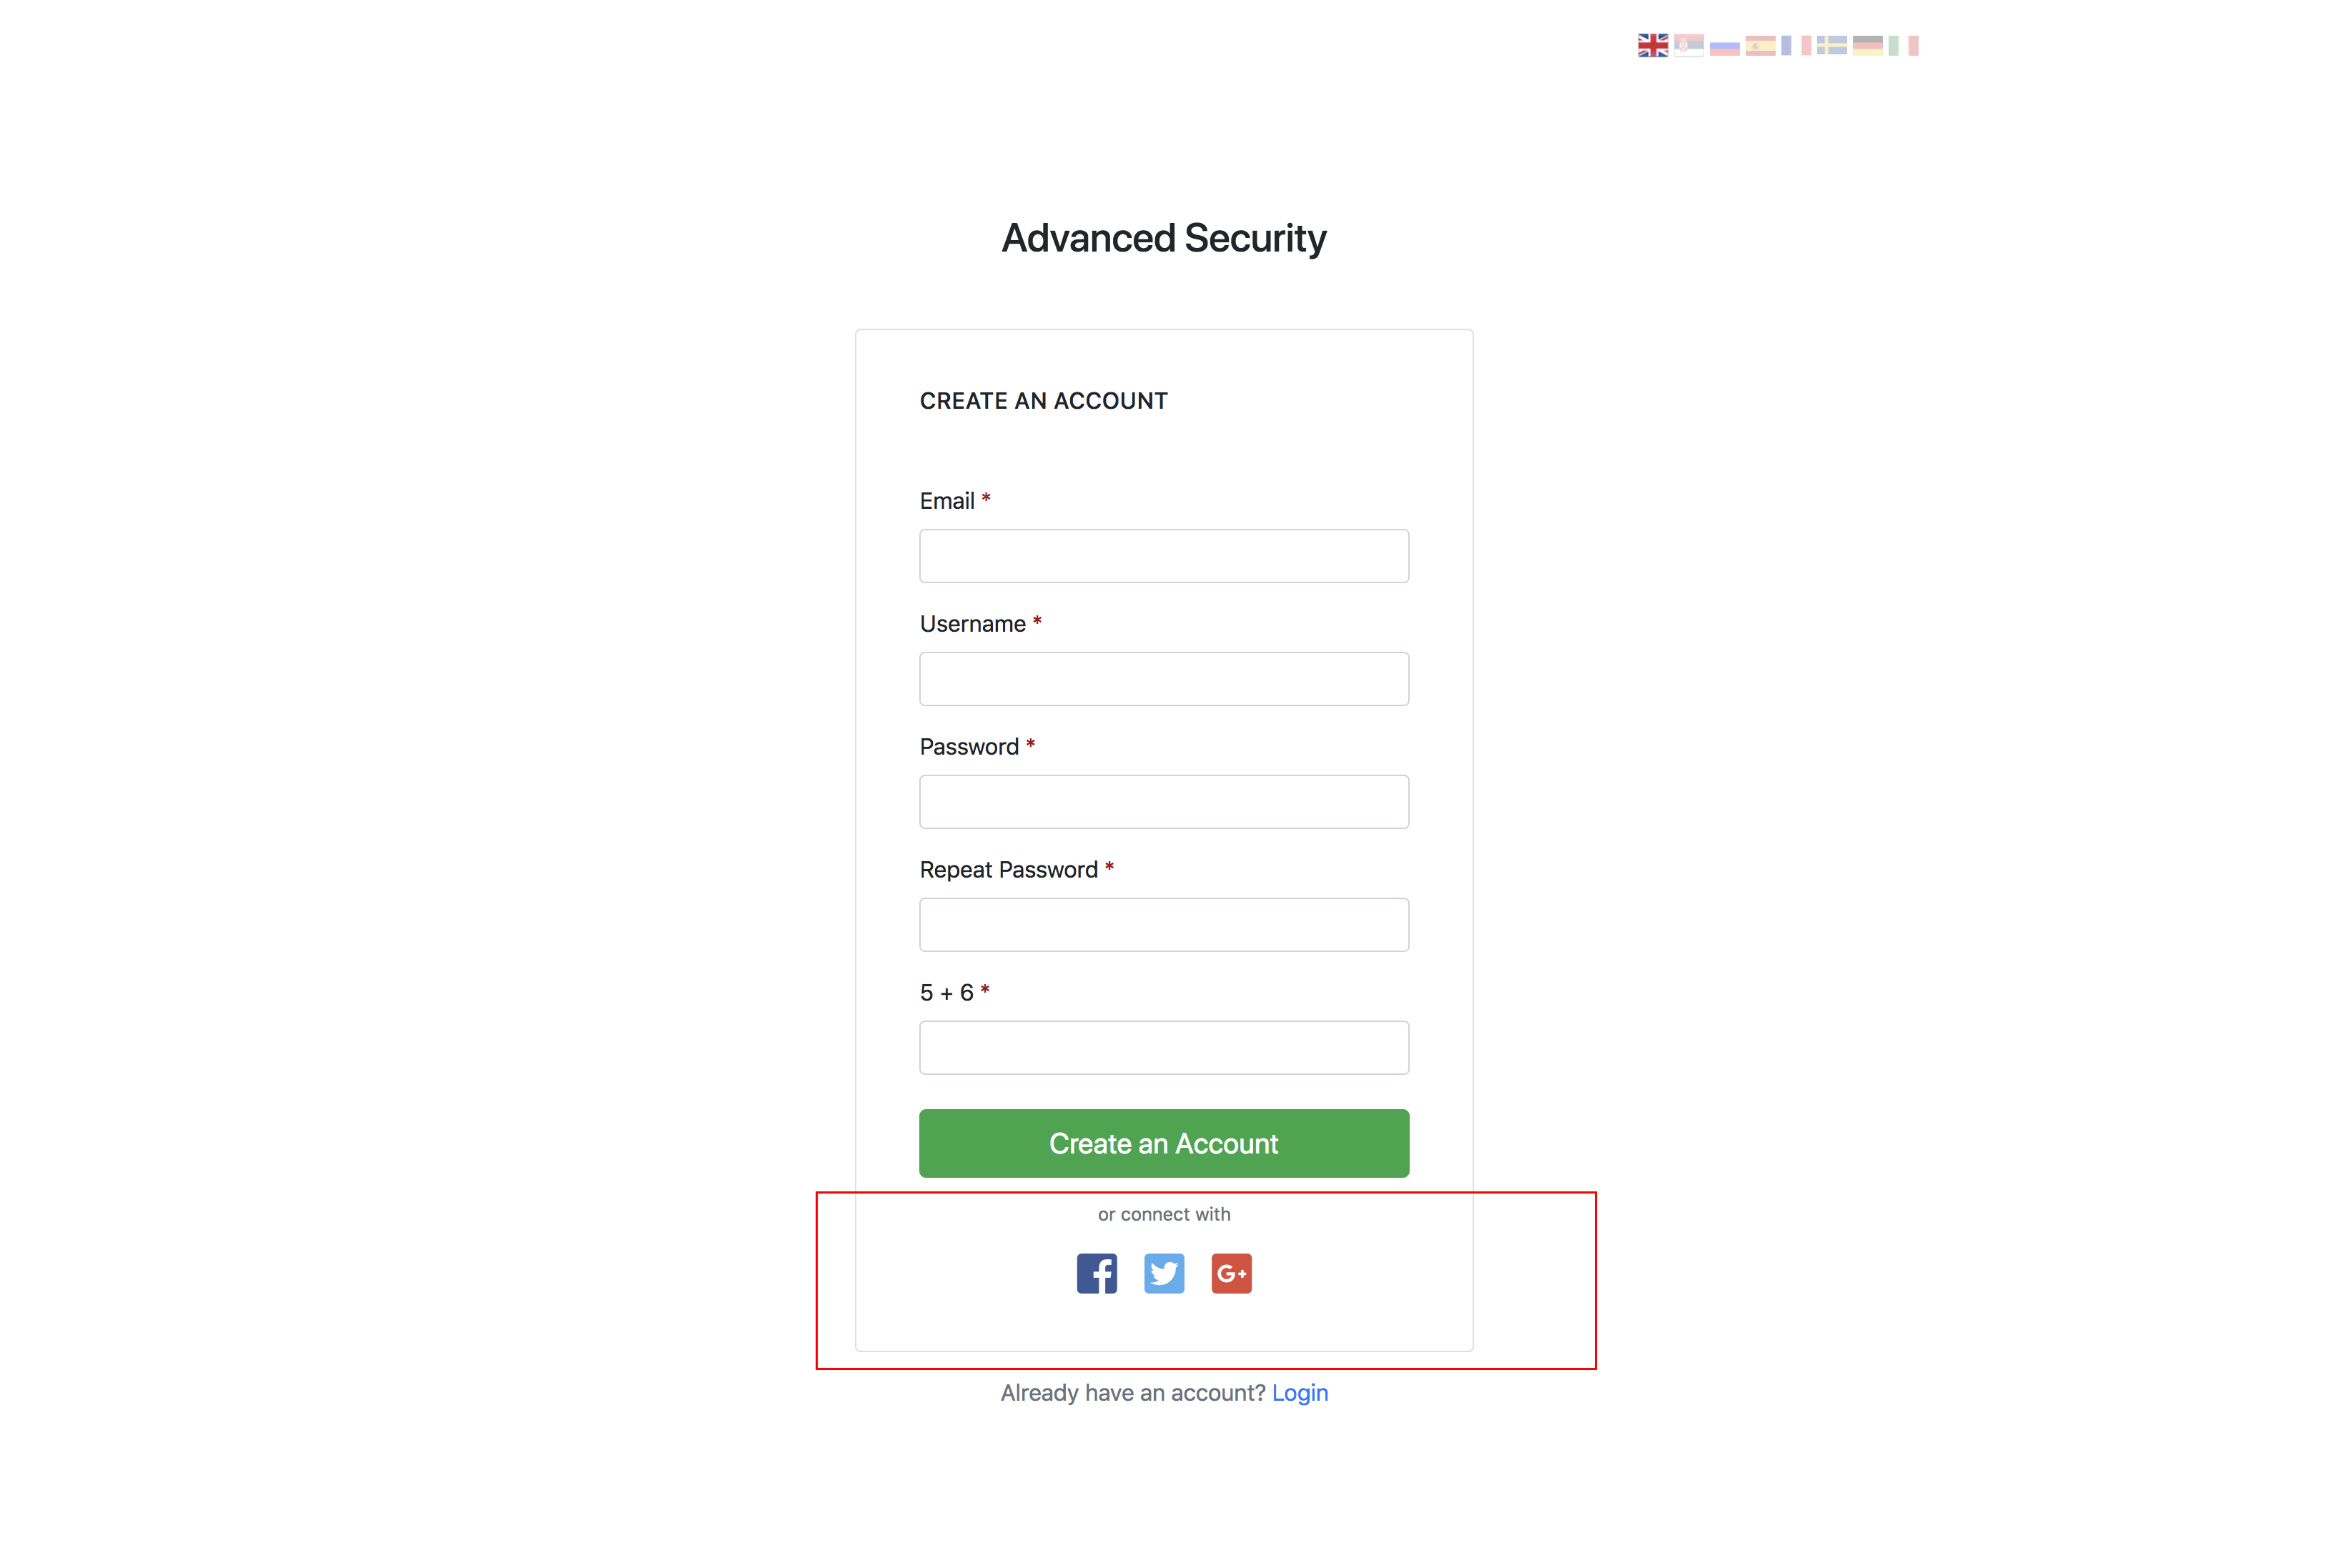 Advanced Security
CREATE AN ACCOUNT
Email *
Username *
Password *
Repeat Password *
5 + 6 *
Create an Account
or connect with
f
G+
Already have an account? Login